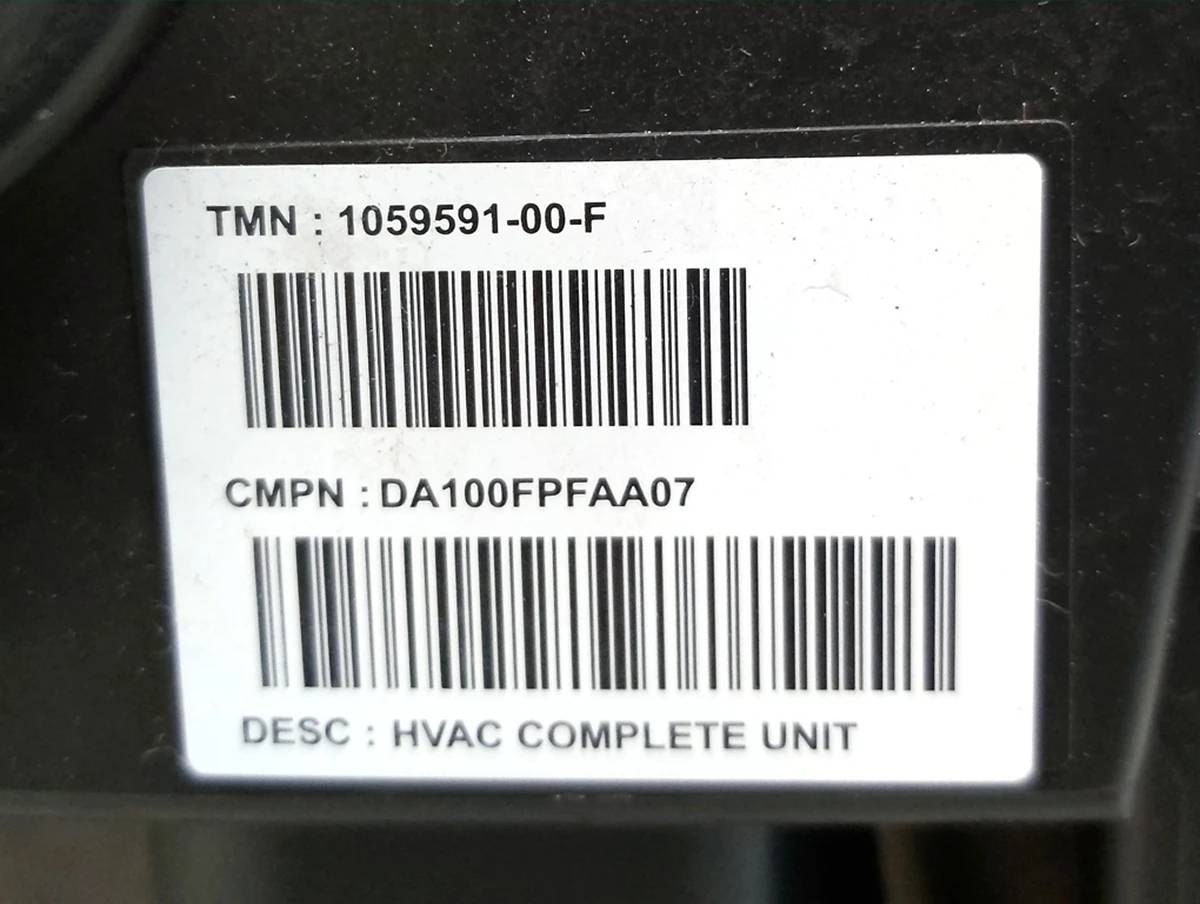 TMN : 1059591-00-F
CMPN : DA100FPFAA07
DESC : HVAC COMPLETE UNIT